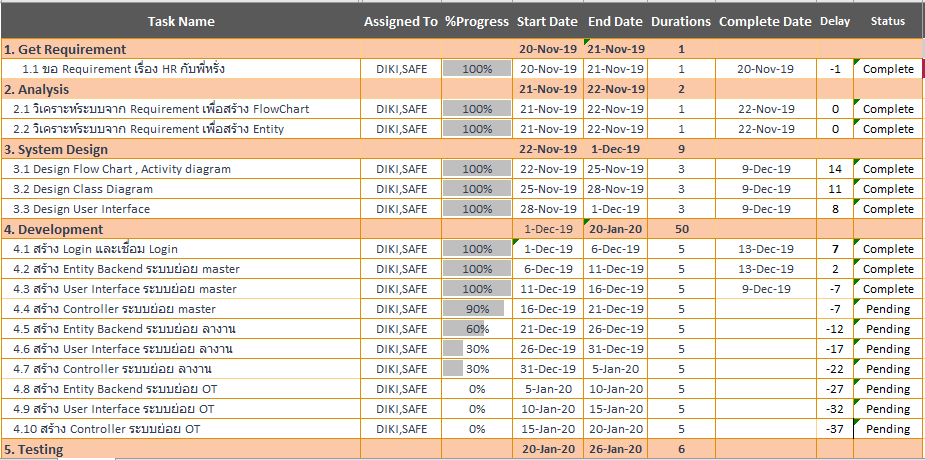 Task Name Assigned To %Progress Start Date End Date Durations Complete Date Delay Status
1. Get Requirement 20-Nov-19 21-Nov-19 1
1.1 ขอ Requirement เรื่อง HR กับพี่หรั่ง DIKI,SAFE 100% 20-Nov-19 21-Nov-19 1 20-Nov-19 -1 Complete
2. Analysis 21-Nov-19 22-Nov-19 2
2.1 วิเคราะห์ระบบจาก Requirement เพื่อสร้าง FlowChart DIKI,SAFE 100% 21-Nov-19 22-Nov-19 1 22-Nov-19 0 Complete
2.2 วิเคราะห์ระบบจาก Requirement เพื่อสร้าง Entity DIKI,SAFE 100% 21-Nov-19 22-Nov-19 1 22-Nov-19 0 Complete
3. System Design 22-Nov-19 1-Dec-19 9
3.1 Design Flow Chart , Activity diagram DIKI,SAFE 100% 22-Nov-19 25-Nov-19 3 9-Dec-19 14 Complete
3.2 Design Class Diagram DIKI,SAFE 100% 25-Nov-19 28-Nov-19 3 9-Dec-19 11 Complete
3.3 Design User Interface DIKI,SAFE 100% 28-Nov-19 1-Dec-19 3 9-Dec-19 8 Complete
4. Development 1-Dec-19 20-Jan-20 50
4.1 สร้าง Login และเชื่อม Login DIKI,SAFE 100% 1-Dec-19 6-Dec-19 5 13-Dec-19 7 Complete
4.2 สร้าง Entity Backend ระบบย่อย master DIKI,SAFE 100% 6-Dec-19 11-Dec-19 5 13-Dec-19 2 Complete
4.3 สร้าง User Interface ระบบย่อย master DIKI,SAFE 100% 11-Dec-19 16-Dec-19 5 9-Dec-19 -7 Complete
4.4 สร้าง Controller ระบบย่อย master DIKI,SAFE 90% 16-Dec-19 21-Dec-19 5 -7 Pending
4.5 สร้าง Entity Backend ระบบย่อย ลางาน DIKI,SAFE 60% 21-Dec-19 26-Dec-19 5 -12 Pending
4.6 สร้าง User Interface ระบบย่อย ลางาน DIKI,SAFE 30% 26-Dec-19 31-Dec-19 5 -17 Pending
4.7 สร้าง Controller ระบบย่อย ลางาน DIKI,SAFE 30% 31-Dec-19 5-Jan-20 5 -22 Pending
4.8 สร้าง Entity Backend ระบบย่อย OT DIKI,SAFE 0% 5-Jan-20 10-Jan-20 5 -27 Pending
4.9 สร้าง User Interface ระบบย่อย OT DIKI,SAFE 0% 10-Jan-20 15-Jan-20 5 -32 Pending
4.10 สร้าง Controller ระบบย่อย OT DIKI,SAFE 0% 15-Jan-20 20-Jan-20 5 -37 Pending
5. Testing 20-Jan-20 26-Jan-20 6